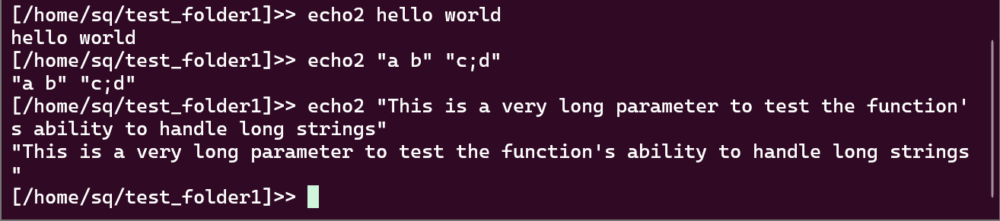 [/home/sq/test_folder1]>> echo2 hello world
hello world
[/home/sq/test_folder1]>> echo2 "a b" "c;d"
"a b" "c;d"
[/home/sq/test_folder1]>> echo2 "This is a very long parameter to test the function'
s ability to handle long strings"
"This is a very long parameter to test the function's ability to handle long strings
"
[/home/sq/test_folder1]>>